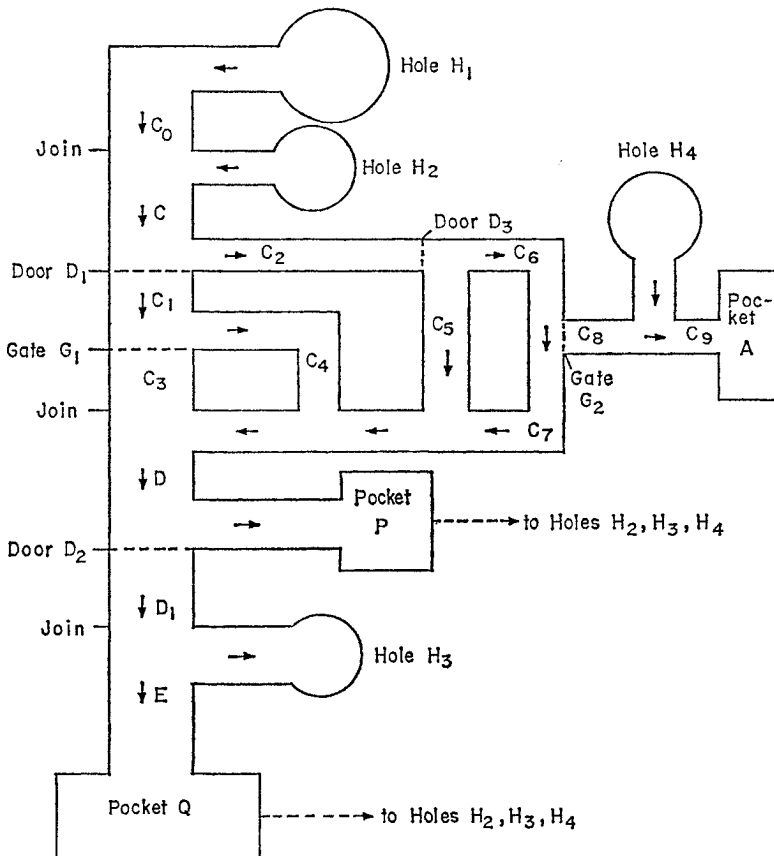 Hole H1
C0
Join
Hole H2
Hole H4
C
Door D3
C2
C6
Door D1
C1
C5
C8
C9
Poc-
ket
A
Gate G1
C3
C4
Gate
G2
Join
C7
D
Pocket
P
to Holes H2, H3, H4
Door D2
D1
Join
Hole H3
E
Pocket Q
to Holes H2, H3, H4